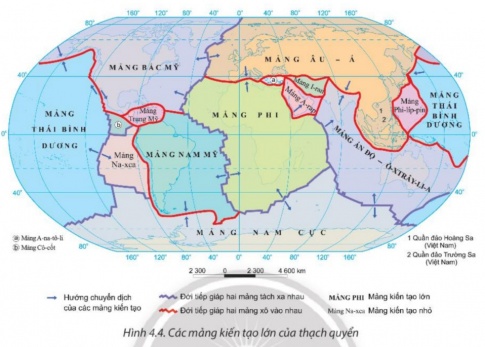 160° 120° 80° 40° 0° 40° 80° 120° 160°
MẢNG BẮC MỸ
MẢNG ÂU – Á
40°
40°
Mảng I-ran
ⓐ
Mảng A-rập
MẢNG
THÁI BÌNH
DƯƠNG
Mảng
Trung Mỹ
ⓑ
MẢNG PHI
1
2
Mảng
Phi-líp-pin
MẢNG
THÁI BÌNH
DƯƠNG
0°
0°
Mảng
Na-xca
MẢNG NAM MỸ
MẢNG ẤN ĐỘ – Ô-XTRÂY-LI-A
40°
40°
MẢNG NAM CỰC
ⓐ Mảng A-na-tô-li
ⓑ Mảng Cô-cốt
160° 120° 80° 40° 0° 40° 80° 120° 160°
1 Quần đảo Hoàng Sa
(Việt Nam)
2 Quần đảo Trường Sa
(Việt Nam)
2 300 0 2 300 4 600 km
Hướng chuyển dịch
của các mảng kiến tạo
Đới tiếp giáp hai mảng tách xa nhau
Đới tiếp giáp hai mảng xô vào nhau
MẢNG PHI Mảng kiến tạo lớn
Mảng Na-xca Mảng kiến tạo nhỏ
Hình 4.4. Các mảng kiến tạo lớn của thạch quyển